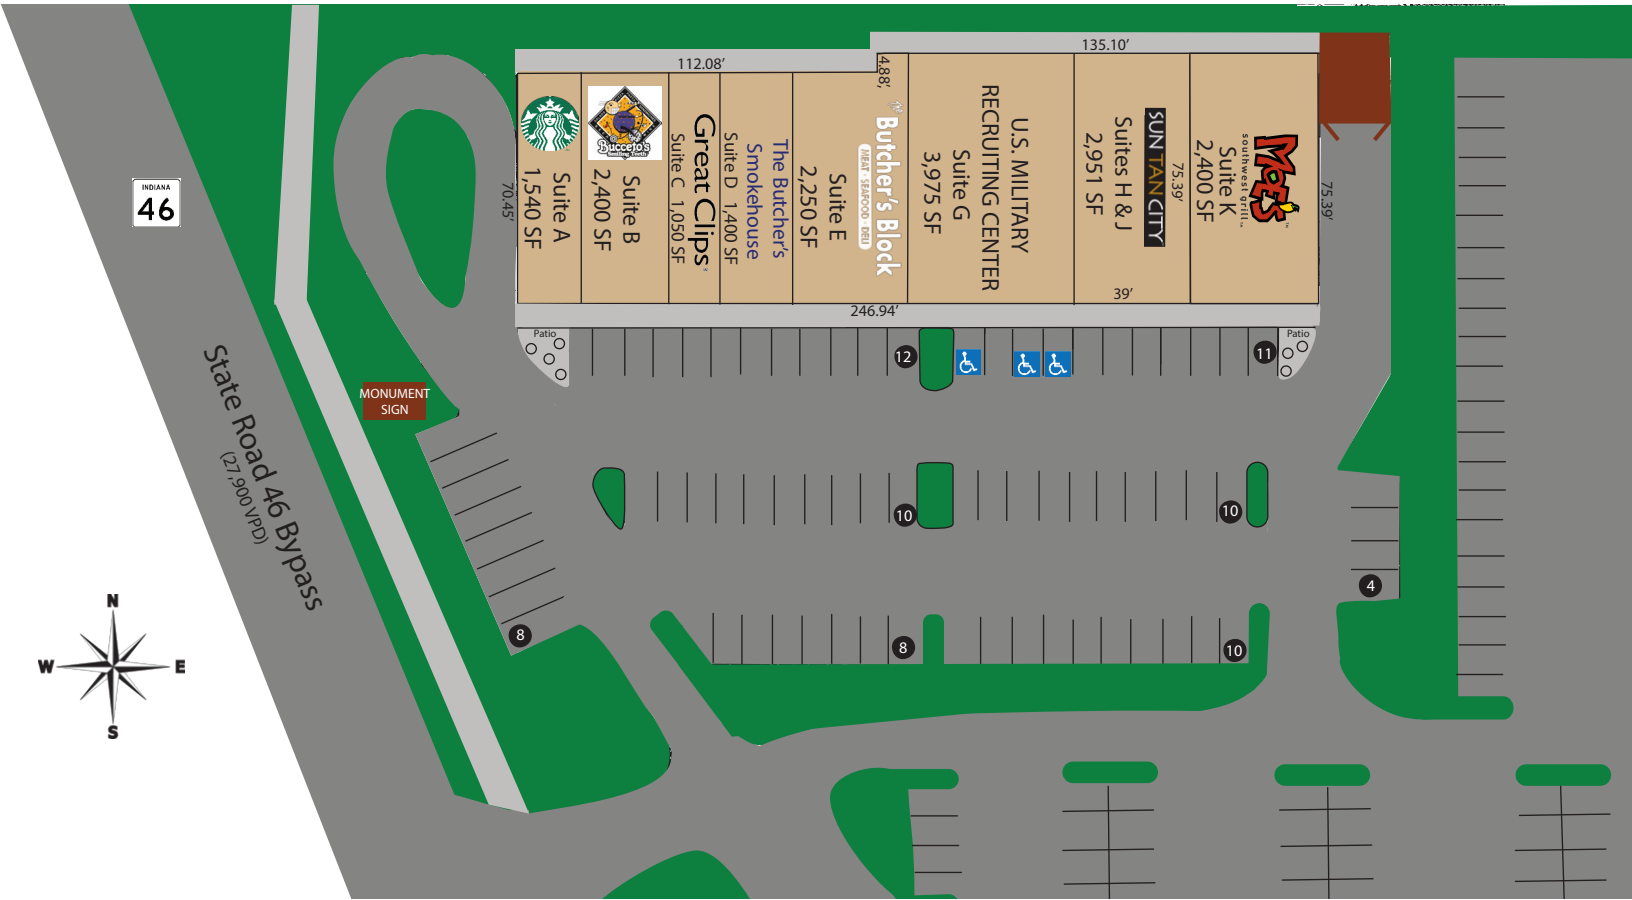 135.10’
112.08’
4.88’
INDIANA
46
70.45’
Suite A
1,540 SF
Bucceto's
Smiling Teeth
Suite B
2,400 SF
Great Clips
Suite C 1,050 SF
The Butcher’s
Smokehouse
Suite D 1,400 SF
The
Butcher's Block
MEAT · SEAFOOD · DELI
Suite E
2,250 SF
U.S. MILITARY
RECRUITING CENTER
Suite G
3,975 SF
SUN TAN CITY
75.39’
Suites H & J
2,951 SF
39’
MOE'S
southwest grill
Suite K
2,400 SF
75.39’
246.94’
Patio
12
11
Patio
MONUMENT
SIGN
State Road 46 Bypass
(27,900 VPD)
10
10
4
8
8
10
N
W
E
S